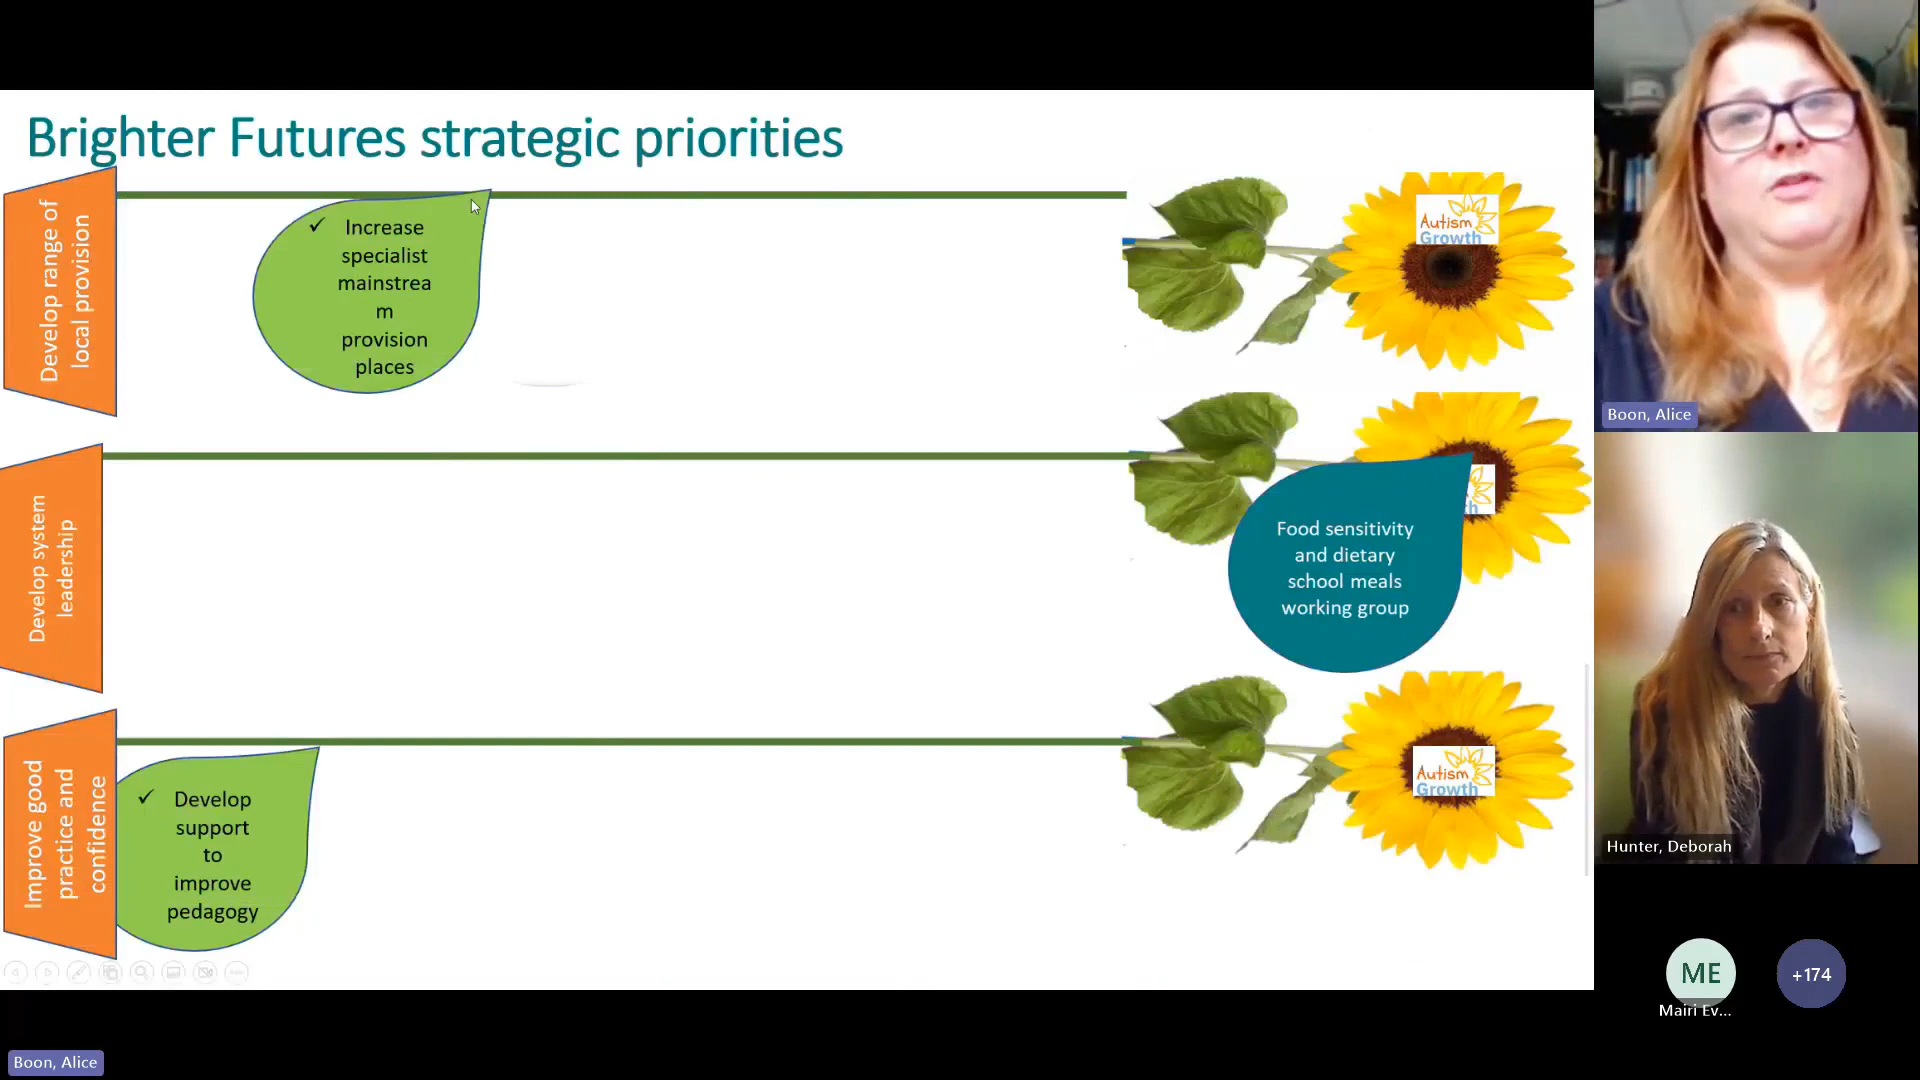 Brighter Futures strategic priorities
Develop range of
local provision
✓ Increase
specialist
mainstrea
m
provision
places
Autism
Growth
Boon, Alice
Develop system
leadership
Food sensitivity
and dietary
school meals
working group
th
Hunter, Deborah
Improve good
practice and
confidence
✓ Develop
support
to
improve
pedagogy
Autism
Growth
ME
+174
Mairi Ev...
Boon, Alice